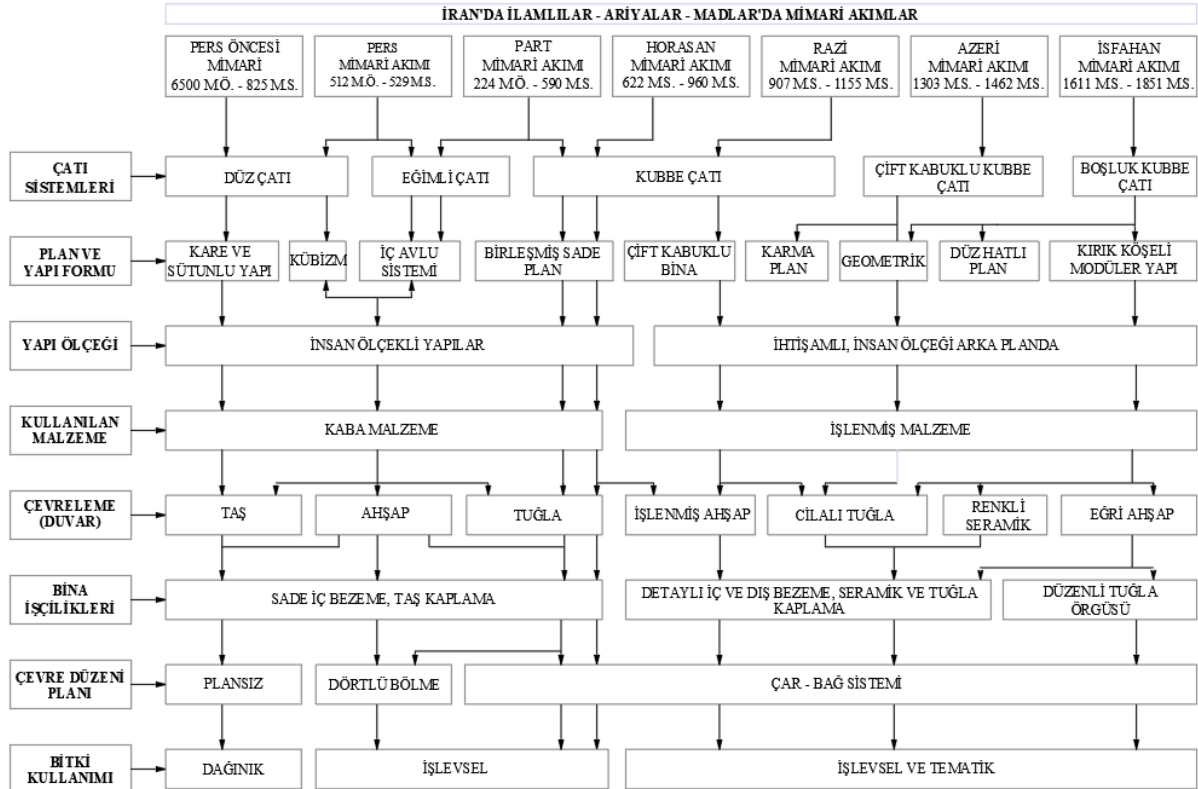 İRAN'DA İLAMLILAR - ARİYALAR - MADLAR'DA MİMARİ AKIMLAR
PERS ÖNCESİ
MİMARİ
6500 M.Ö. - 825 M.S.
PERS
MİMARİ AKIMI
512 M.Ö. - 529 M.S.
PART
MİMARİ AKIMI
224 M.Ö. - 590 M.S.
HORASAN
MİMARİ AKIMI
622 M.S. - 960 M.S.
RAZİ
MİMARİ AKIMI
907 M.S. - 1155 M.S.
AZERİ
MİMARİ AKIMI
1303 M.S. - 1462 M.S.
İSFAHAN
MİMARİ AKIMI
1611 M.S. - 1851 M.S.
ÇATI
SİSTEMLERİ
DÜZ ÇATI
EĞİMLİ ÇATI
KUBBE ÇATI
ÇİFT KABUKLU KUBBE
ÇATI
BOŞLUK KUBBE
ÇATI
PLAN VE
YAPI FORMU
KARE VE
SÜTUNLU YAPI
KÜBİZM
İÇ AVLU
SİSTEMİ
BİRLEŞMİŞ SADE
PLAN
ÇİFT KABUKLU
BİNA
KARMA
PLAN
GEOMETRİK
DÜZ HATLI
PLAN
KIRIK KÖŞELİ
MODÜLER YAPI
YAPI ÖLÇEĞİ
İNSAN ÖLÇEKLİ YAPILAR
İHTİŞAMLI, İNSAN ÖLÇEĞİ ARKA PLANDA
KULLANILAN
MALZEME
KABA MALZEME
İŞLENMİŞ MALZEME
ÇEVRELEME
(DUVAR)
TAŞ
AHŞAP
TUĞLA
İŞLENMİŞ AHŞAP
CİLALI TUĞLA
RENKLİ
SERAMİK
EĞRİ AHŞAP
BİNA
İŞÇİLİKLERİ
SADE İÇ BEZEME, TAŞ KAPLAMA
DETAYLI İÇ VE DIŞ BEZEME, SERAMİK VE TUĞLA
KAPLAMA
DÜZENLİ TUĞLA
ÖRGÜSÜ
ÇEVRE DÜZENİ
PLANI
PLANSIZ
DÖRTLÜ BÖLME
ÇAR - BAĞ SİSTEMİ
BİTKİ
KULLANIMI
DAĞINIK
İŞLEVSEL
İŞLEVSEL VE TEMATİK